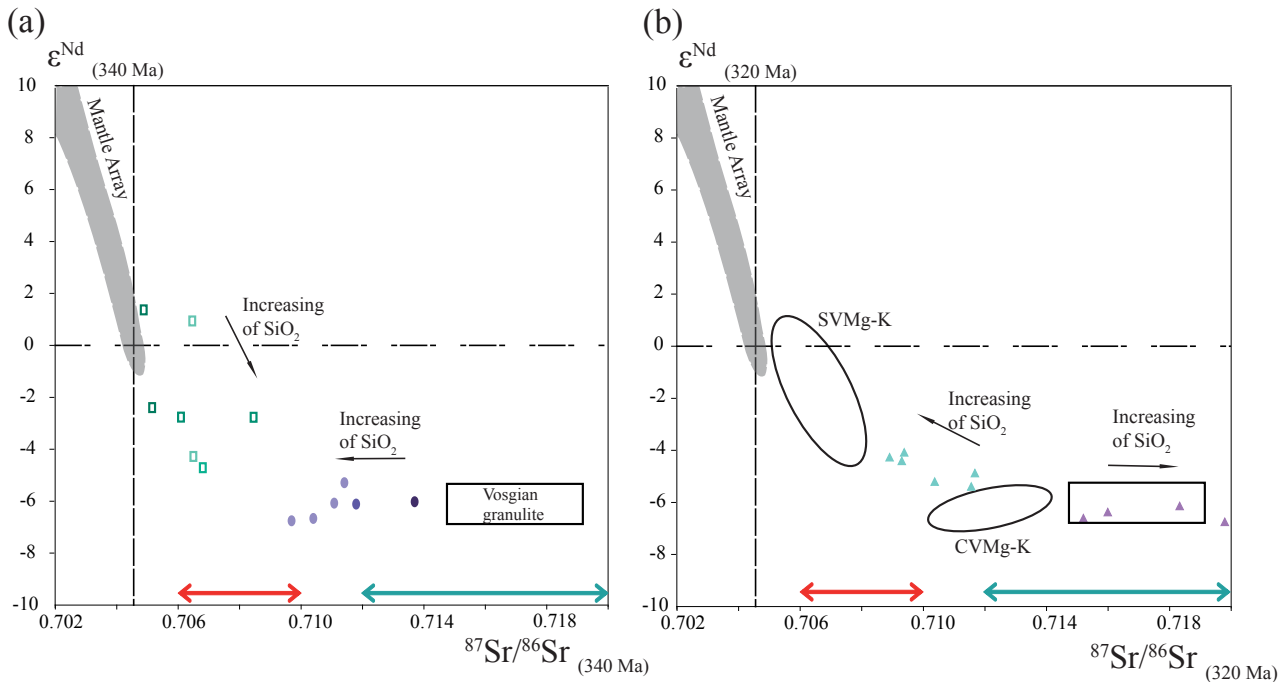 (a)
εNd (340 Ma)
10
8
6
4
2
0
-2
-4
-6
-8
-10
Mantle Array
Increasing
of SiO2
Increasing
of SiO2
Vosgian
granulite
0.702
0.706
0.710
0.714
0.718
87Sr/86Sr (340 Ma)
(b)
εNd (320 Ma)
10
8
6
4
2
0
-2
-4
-6
-8
-10
Mantle Array
SVMg-K
Increasing
of SiO2
Increasing
of SiO2
CVMg-K
0.702
0.706
0.710
0.714
0.718
87Sr/86Sr (320 Ma)